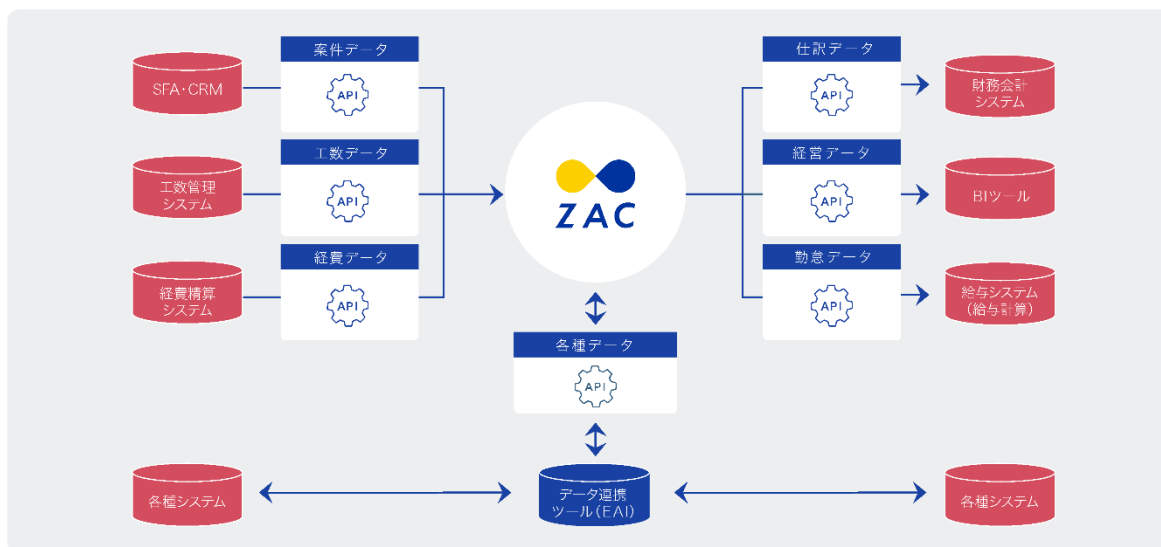 案件データ
API
SFA・CRM
工数データ
API
工数管理
システム
経費データ
API
経費精算
システム
ZAC
仕訳データ
API
財務会計
システム
経営データ
API
BIツール
勤怠データ
API
給与システム
(給与計算)
各種データ
API
各種システム
データ連携
ツール(EAI)
各種システム